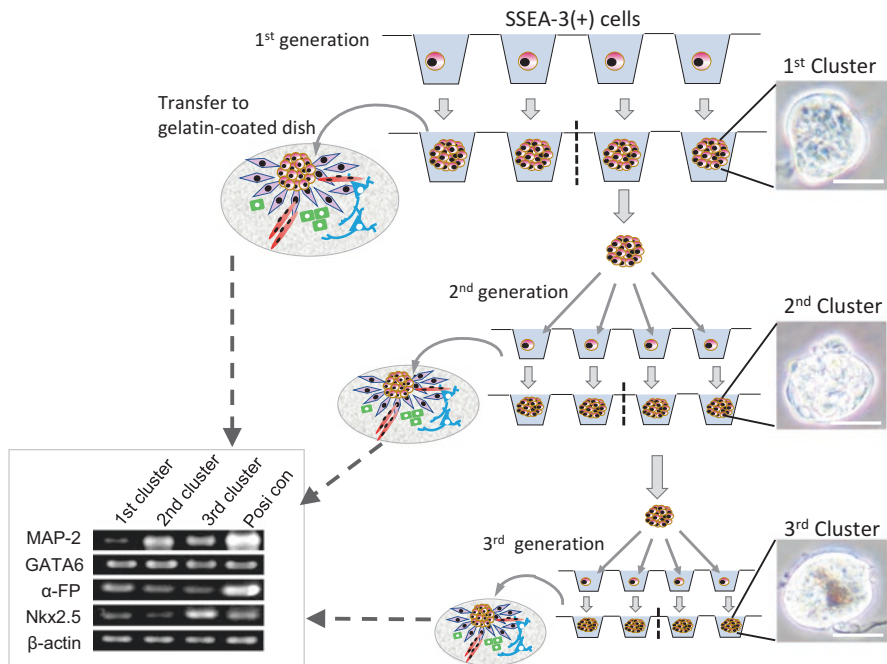 SSEA-3(+) cells
1st generation
1st Cluster
Transfer to
gelatin-coated dish
2nd generation
2nd Cluster
3rd generation
3rd Cluster
1st cluster
2nd cluster
3rd cluster
Posi con
MAP-2
GATA6
α-FP
Nkx2.5
β-actin